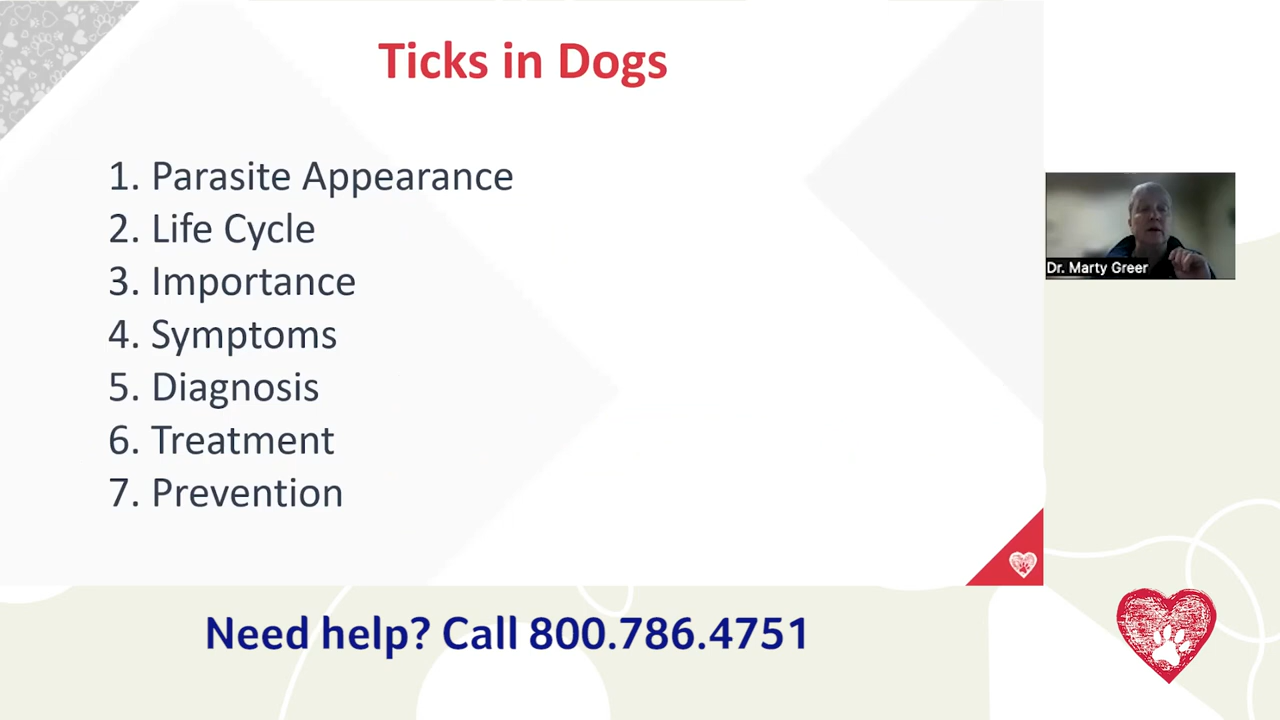 Ticks in Dogs
1. Parasite Appearance
2. Life Cycle
3. Importance
4. Symptoms
5. Diagnosis
6. Treatment
7. Prevention
Dr. Marty Greer
Need help? Call 800.786.4751